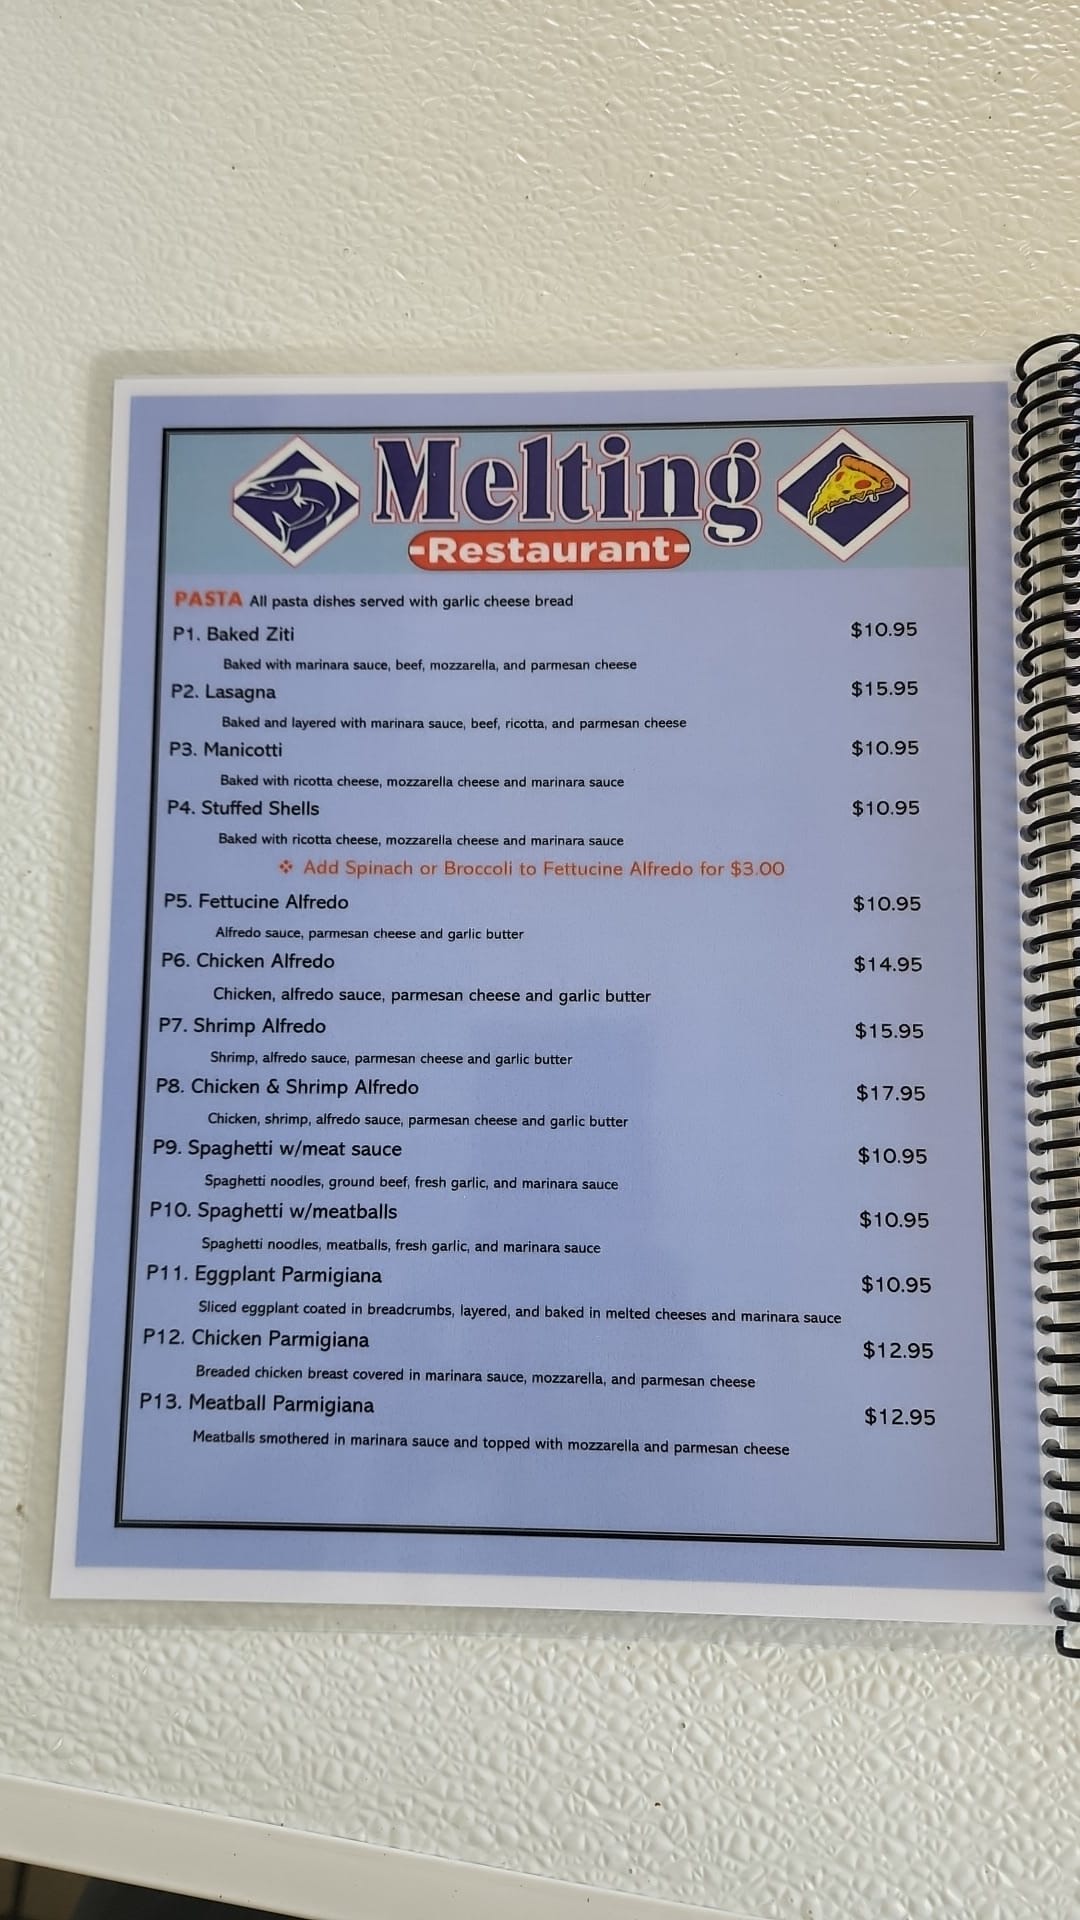 Melting
-Restaurant-
PASTA All pasta dishes served with garlic cheese bread
P1. Baked Ziti $10.95
Baked with marinara sauce, beef, mozzarella, and parmesan cheese
P2. Lasagna $15.95
Baked and layered with marinara sauce, beef, ricotta, and parmesan cheese
P3. Manicotti $10.95
Baked with ricotta cheese, mozzarella cheese and marinara sauce
P4. Stuffed Shells $10.95
Baked with ricotta cheese, mozzarella cheese and marinara sauce
❖ Add Spinach or Broccoli to Fettucine Alfredo for $3.00
P5. Fettucine Alfredo $10.95
Alfredo sauce, parmesan cheese and garlic butter
P6. Chicken Alfredo $14.95
Chicken, alfredo sauce, parmesan cheese and garlic butter
P7. Shrimp Alfredo $15.95
Shrimp, alfredo sauce, parmesan cheese and garlic butter
P8. Chicken & Shrimp Alfredo $17.95
Chicken, shrimp, alfredo sauce, parmesan cheese and garlic butter
P9. Spaghetti w/meat sauce $10.95
Spaghetti noodles, ground beef, fresh garlic, and marinara sauce
P10. Spaghetti w/meatballs $10.95
Spaghetti noodles, meatballs, fresh garlic, and marinara sauce
P11. Eggplant Parmigiana $10.95
Sliced eggplant coated in breadcrumbs, layered, and baked in melted cheeses and marinara sauce
P12. Chicken Parmigiana $12.95
Breaded chicken breast covered in marinara sauce, mozzarella, and parmesan cheese
P13. Meatball Parmigiana $12.95
Meatballs smothered in marinara sauce and topped with mozzarella and parmesan cheese